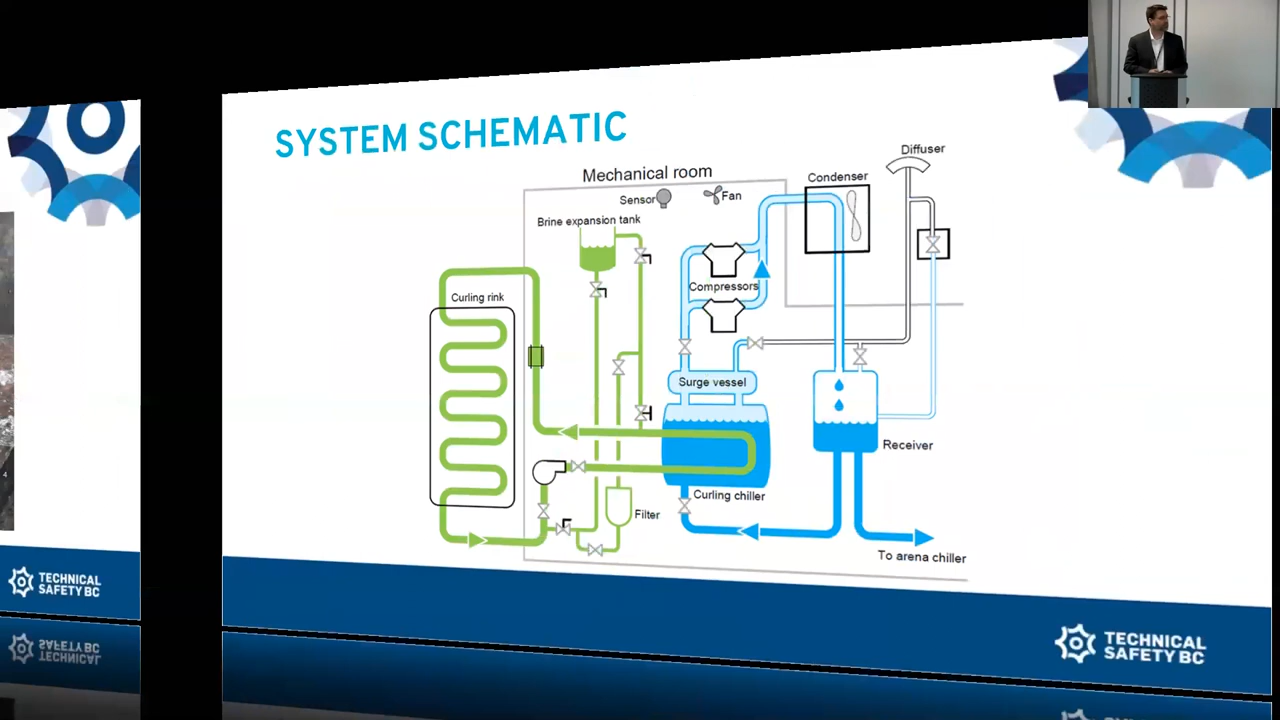 SYSTEM SCHEMATIC
Mechanical room
Sensor
Fan
Condenser
Diffuser
Brine expansion tank
Curling rink
Compressors
Surge vessel
Receiver
Curling chiller
Filter
To arena chiller
4
TECHNICAL
SAFETY BC
TECHNICAL
SAFETY BC